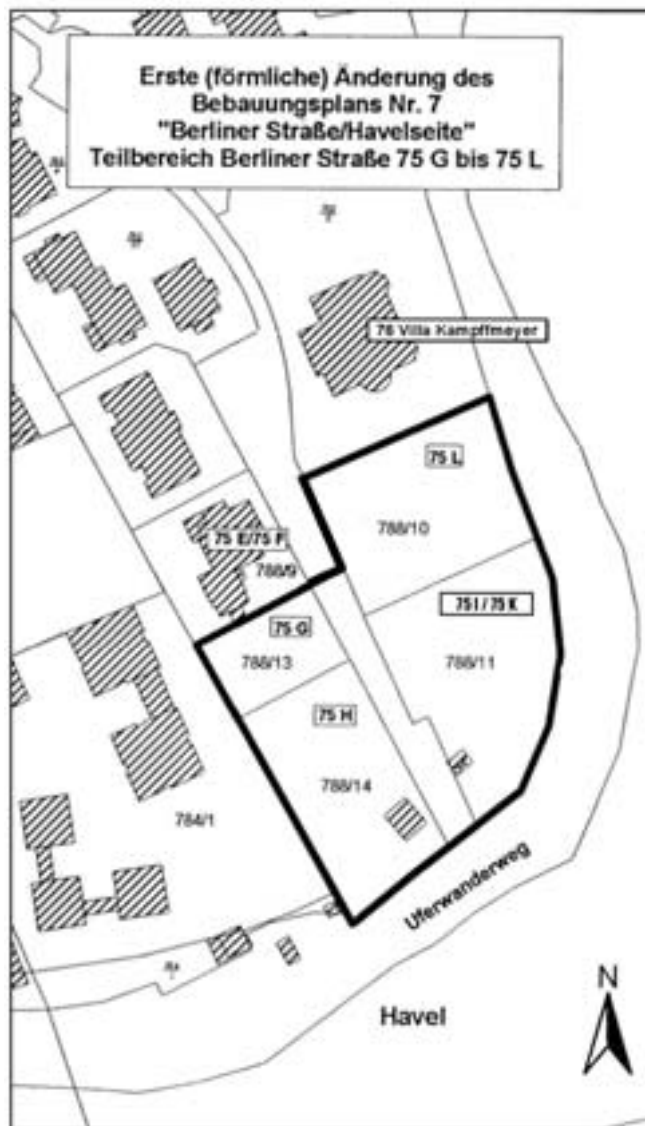 Erste (förmliche) Änderung des
Bebauungsplans Nr. 7
"Berliner Straße/Havelseite"
Teilbereich Berliner Straße 75 G bis 75 L
76 Villa Kampffmeyer
75 L
788/10
75 E/75 F
788/9
75 I / 75 K
75 G
788/13
788/11
75 H
788/14
784/1
Uferwanderweg
Havel
N